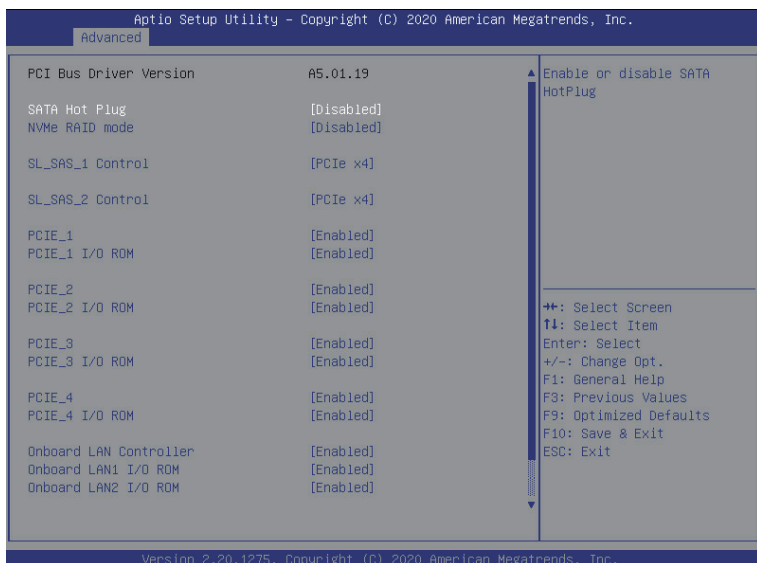 Aptio Setup Utility – Copyright (C) 2020 American Megatrends, Inc.
Advanced
PCI Bus Driver Version A5.01.19
SATA Hot Plug [Disabled]
NVMe RAID mode [Disabled]
SL_SAS_1 Control [PCIe x4]
SL_SAS_2 Control [PCIe x4]
PCIE_1 [Enabled]
PCIE_1 I/O ROM [Enabled]
PCIE_2 [Enabled]
PCIE_2 I/O ROM [Enabled]
PCIE_3 [Enabled]
PCIE_3 I/O ROM [Enabled]
PCIE_4 [Enabled]
PCIE_4 I/O ROM [Enabled]
Onboard LAN Controller [Enabled]
Onboard LAN1 I/O ROM [Enabled]
Onboard LAN2 I/O ROM [Enabled]
Enable or disable SATA
HotPlug
→←: Select Screen
↑↓: Select Item
Enter: Select
+/-: Change Opt.
F1: General Help
F3: Previous Values
F9: Optimized Defaults
F10: Save & Exit
ESC: Exit
Version 2.20.1275. Copyright (C) 2020 American Megatrends, Inc.